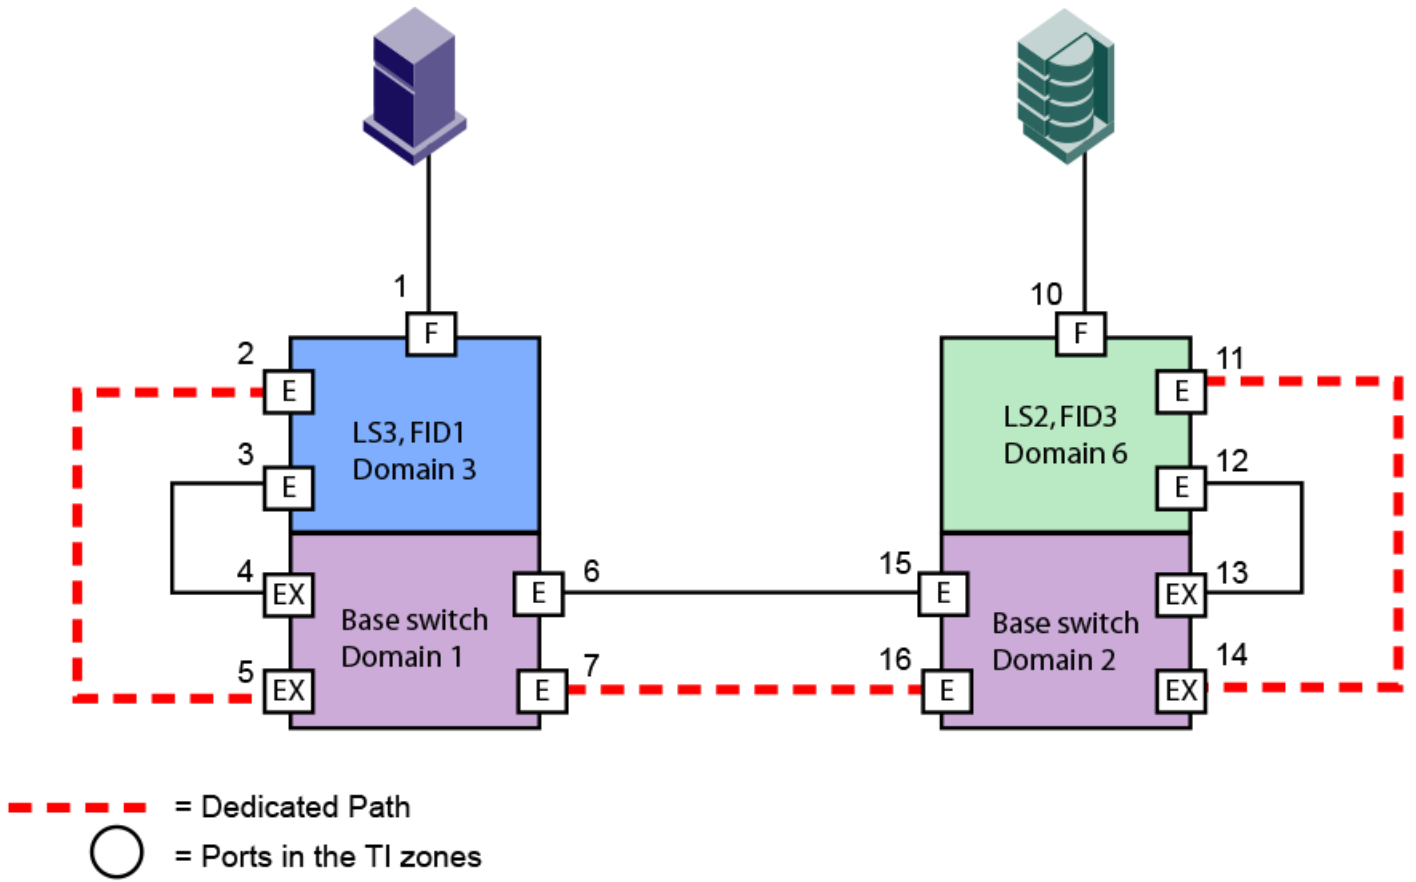 1
10
F
F
2
11
E
E
LS3, FID1
Domain 3
LS2, FID3
Domain 6
3
12
E
E
4
6
15
13
EX
E
E
EX
Base switch
Domain 1
Base switch
Domain 2
5
7
16
14
EX
E
E
EX
= Dedicated Path
= Ports in the TI zones